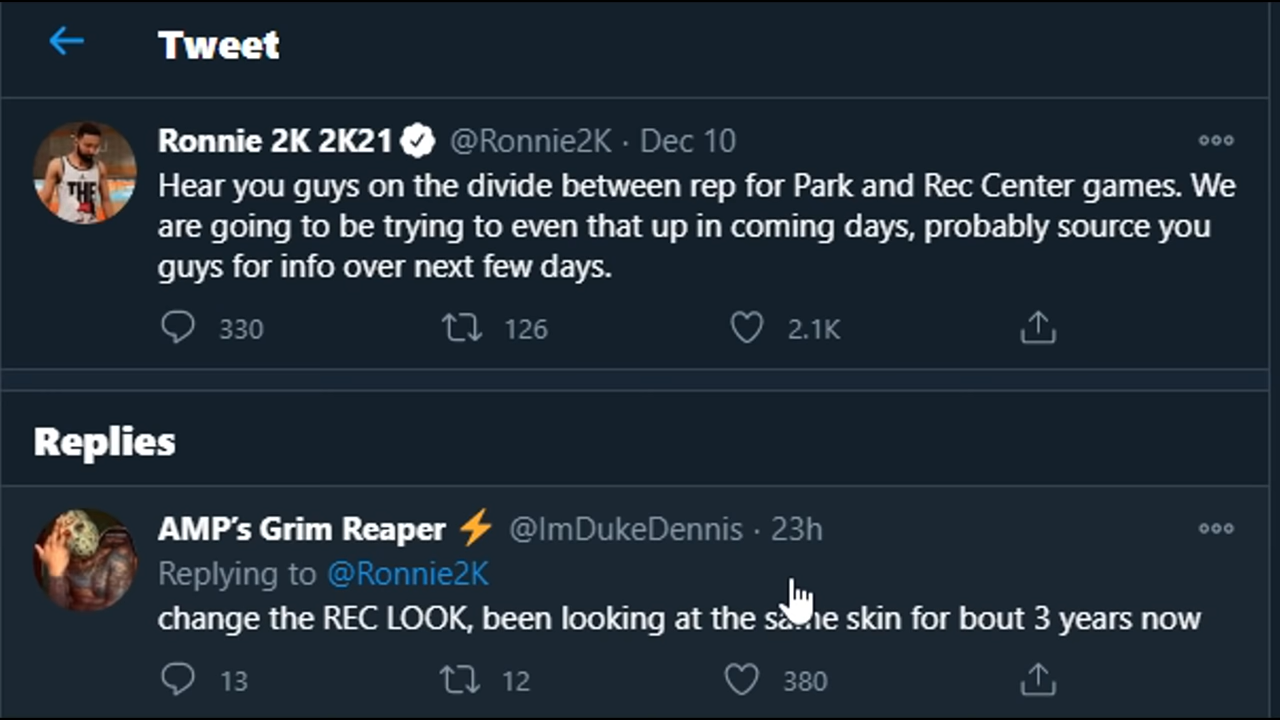 Tweet
Ronnie 2K 2K21 @Ronnie2K · Dec 10
Hear you guys on the divide between rep for Park and Rec Center games. We
are going to be trying to even that up in coming days, probably source you
guys for info over next few days.
330 126 2.1K
Replies
AMP's Grim Reaper ⚡ @ImDukeDennis · 23h
Replying to @Ronnie2K
change the REC LOOK, been looking at the same skin for bout 3 years now
13 12 380